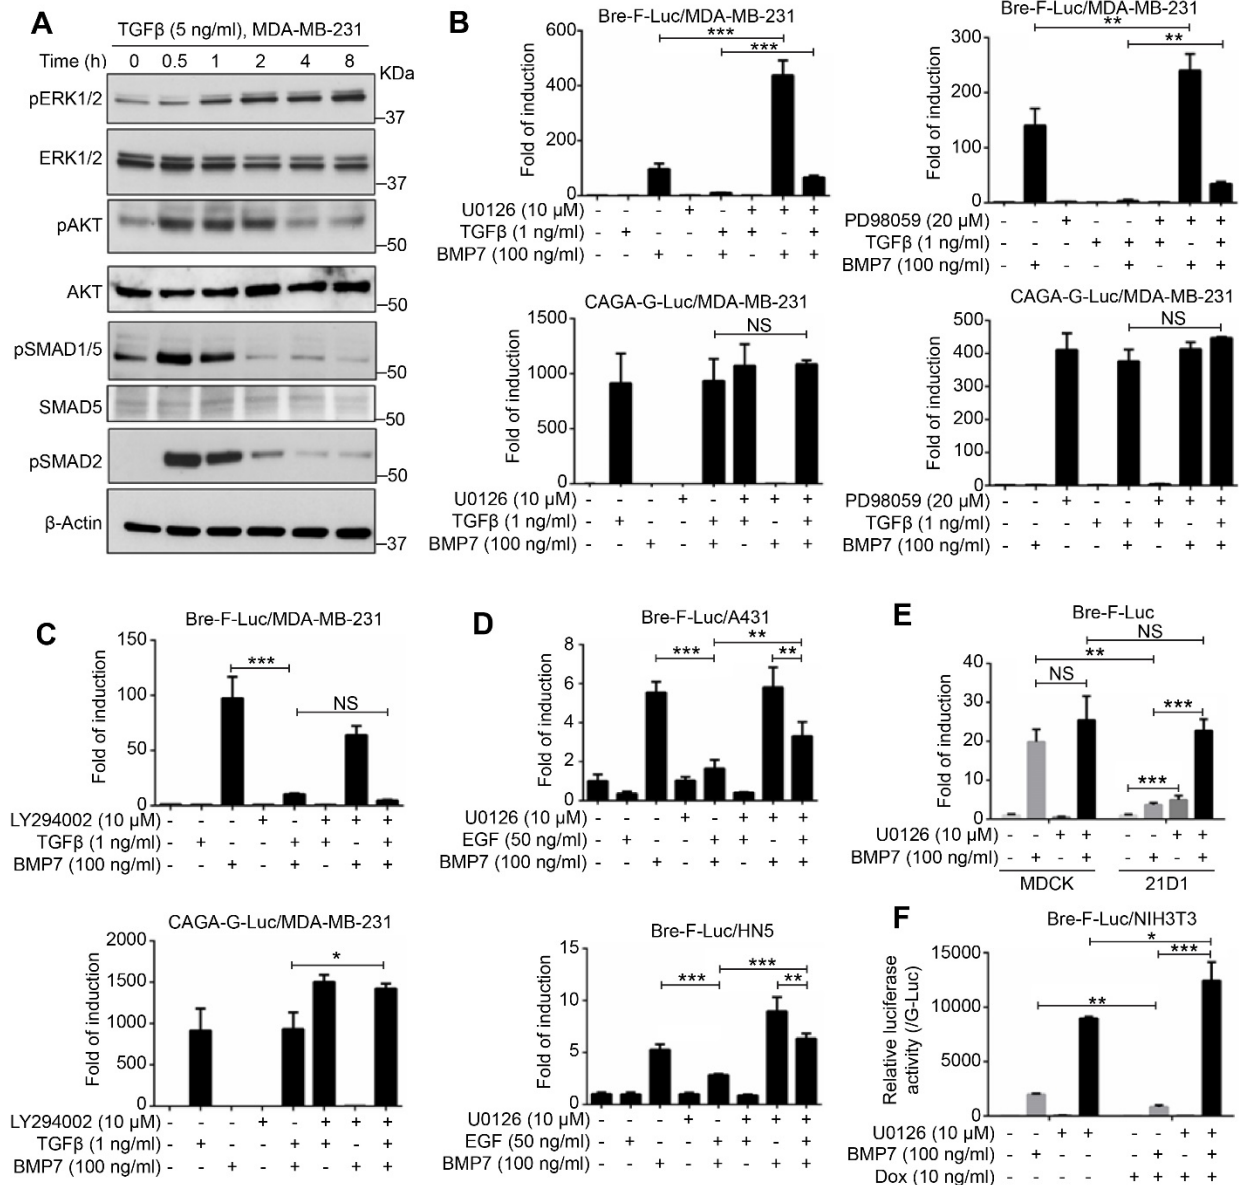 A
TGFβ (5 ng/ml), MDA-MB-231
Time (h) 0 0.5 1 2 4 8
KDa
pERK1/2
37
ERK1/2
37
pAKT
50
AKT
50
pSMAD1/5
50
SMAD5
50
pSMAD2
50
β-Actin
37
B
Bre-F-Luc/MDA-MB-231
Fold of induction
600
400
200
0
***
***
U0126 (10 µM) - - - + - + + +
TGFβ (1 ng/ml) - + - - + + - +
BMP7 (100 ng/ml) - - + - + - + +
Bre-F-Luc/MDA-MB-231
Fold of induction
300
200
100
0
**
**
PD98059 (20 µM) - - + - - + + +
TGFβ (1 ng/ml) - - - + + + - +
BMP7 (100 ng/ml) - + - - + - + +
CAGA-G-Luc/MDA-MB-231
Fold of induction
1500
1000
500
0
NS
U0126 (10 µM) - - - + - + + +
TGFβ (1 ng/ml) - + - - + + - +
BMP7 (100 ng/ml) - - + - + - + +
CAGA-G-Luc/MDA-MB-231
Fold of induction
500
400
300
200
100
0
NS
PD98059 (20 µM) - - + - - + + +
TGFβ (1 ng/ml) - - - + + + - +
BMP7 (100 ng/ml) - + - - + - + +
C
Bre-F-Luc/MDA-MB-231
Fold of induction
150
100
50
0
***
NS
LY294002 (10 µM) - - - + - + + +
TGFβ (1 ng/ml) - + - - + + - +
BMP7 (100 ng/ml) - - + - + - + +
CAGA-G-Luc/MDA-MB-231
Fold of induction
2000
1500
1000
500
0
*
LY294002 (10 µM) - - - + - + + +
TGFβ (1 ng/ml) - + - - + + - +
BMP7 (100 ng/ml) - - + - + - + +
D
Bre-F-Luc/A431
Fold of induction
8
6
4
2
0
***
**
**
U0126 (10 µM) - - - + - + + +
EGF (50 ng/ml) - + - - + + - +
BMP7 (100 ng/ml) - - + - + - + +
Bre-F-Luc/HN5
Fold of induction
15
10
5
0
***
***
**
U0126 (10 µM) - - - + - + + +
EGF (50 ng/ml) - + - - + + - +
BMP7 (100 ng/ml) - - + - + - + +
E
Bre-F-Luc
Fold of induction
40
30
20
10
0
NS
**
NS
***
***
U0126 (10 µM) - - + + - - + +
BMP7 (100 ng/ml) - + - + - + - +
MDCK 21D1
F
Bre-F-Luc/NIH3T3
Relative luciferase
activity (/G-Luc)
15000
10000
5000
0
*
***
**
U0126 (10 µM) - - + + - - + +
BMP7 (100 ng/ml) - + - + - + - +
Dox (10 ng/ml) - - - - + + + +